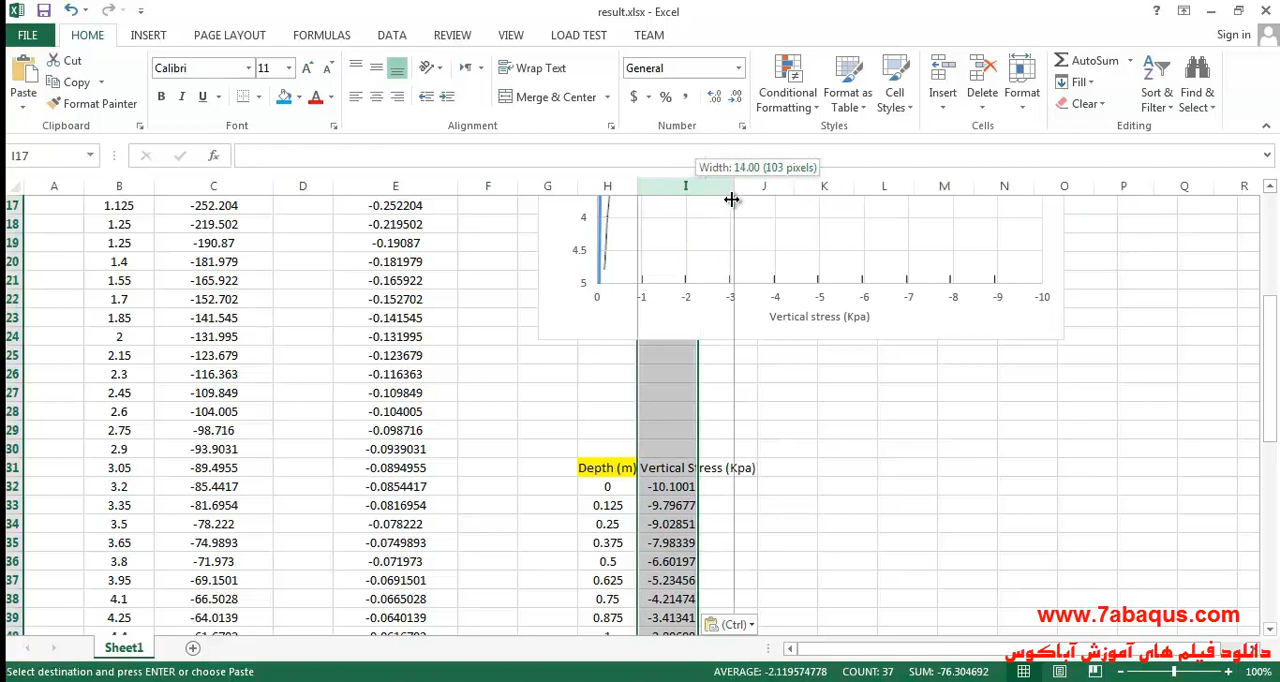 result.xlsx - Excel
?
FILE HOME INSERT PAGE LAYOUT FORMULAS DATA REVIEW VIEW LOAD TEST TEAM Sign in
Paste Cut Copy Format Painter
Clipboard
Calibri 11
B I U A
Font
Wrap Text
Merge & Center
Alignment
General
$ % ,
Number
Conditional Formatting Format as Table Cell Styles
Styles
Insert Delete Format
Cells
AutoSum Fill Clear
Sort & Filter Find & Select
Editing
I17 fx
Width: 14.00 (103 pixels)
A B C D E F G H I J K L M N O P Q R
17 1.125 -252.204 -0.252204
18 1.25 -219.502 -0.219502
19 1.25 -190.87 -0.19087
20 1.4 -181.979 -0.181979
21 1.55 -165.922 -0.165922
22 1.7 -152.702 -0.152702
23 1.85 -141.545 -0.141545
24 2 -131.995 -0.131995
25 2.15 -123.679 -0.123679
26 2.3 -116.363 -0.116363
27 2.45 -109.849 -0.109849
28 2.6 -104.005 -0.104005
29 2.75 -98.716 -0.098716
30 2.9 -93.9031 -0.0939031
31 3.05 -89.4955 -0.0894955 Depth (m) Vertical Stress (Kpa)
32 3.2 -85.4417 -0.0854417 0 -10.1001
33 3.35 -81.6954 -0.0816954 0.125 -9.79677
34 3.5 -78.222 -0.078222 0.25 -9.02851
35 3.65 -74.9893 -0.0749893 0.375 -7.98339
36 3.8 -71.973 -0.071973 0.5 -6.60197
37 3.95 -69.1501 -0.0691501 0.625 -5.23456
38 4.1 -66.5028 -0.0665028 0.75 -4.21474
39 4.25 -64.0139 -0.0640139 0.875 -3.41341
4
4.5
5
0 -1 -2 -3 -4 -5 -6 -7 -8 -9 -10
Vertical stress (Kpa)
(Ctrl)
www.7abaqus.com
دانلود فیلم های آموزش آباکوس
Sheet1
Select destination and press ENTER or choose Paste AVERAGE: -2.119574778 COUNT: 37 SUM: -76.304692 100%